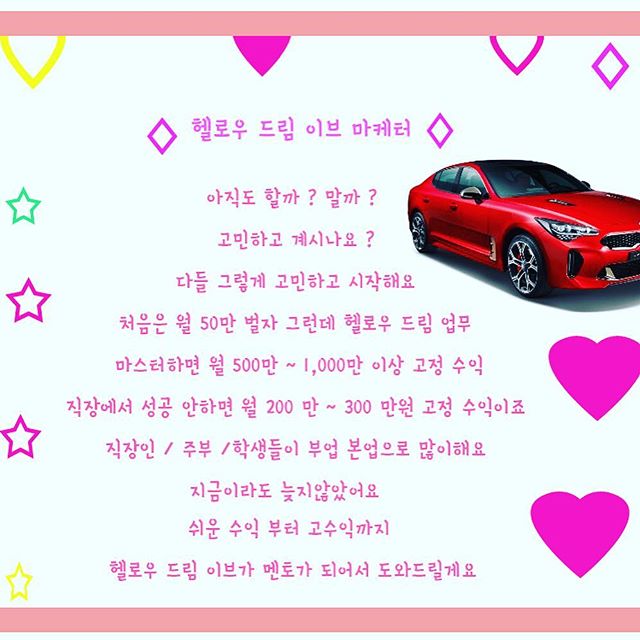 헬로우 드림 이브 마케터
아직도 할까 ? 말까 ?
고민하고 계시나요 ?
다들 그렇게 고민하고 시작해요
처음은 월 50만 벌자 그런데 헬로우 드림 업무
마스터하면 월 500만 ~ 1,000만 이상 고정 수익
직장에서 성공 안하면 월 200 만 ~ 300 만원 고정 수익이죠
직장인 / 주부 /학생들이 부업 본업으로 많이해요
지금이라도 늦지않았어요
쉬운 수익 부터 고수익까지
헬로우 드림 이브가 멘토가 되어서 도와드릴게요